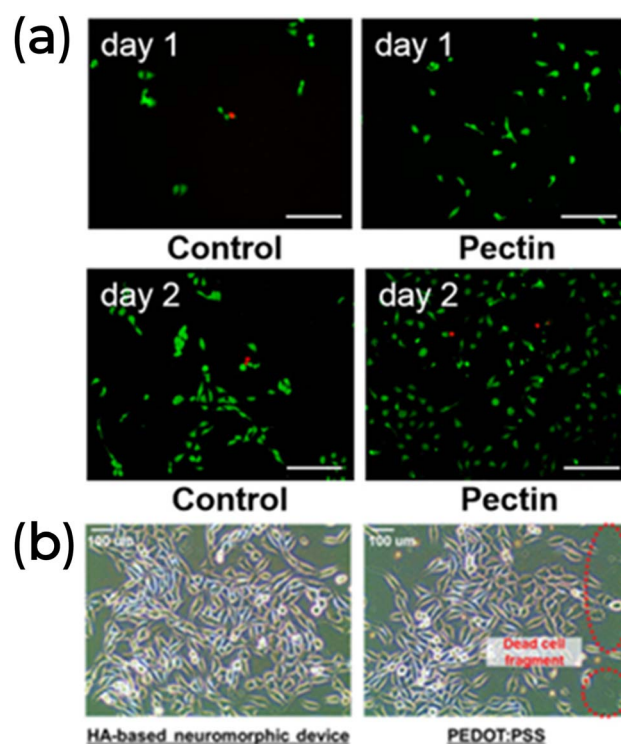 (a)
day 1
day 1
Control
Pectin
day 2
day 2
Control
Pectin
(b)
100 um
100 um
Dead cell
fragment
HA-based neuromorphic device
PEDOT:PSS